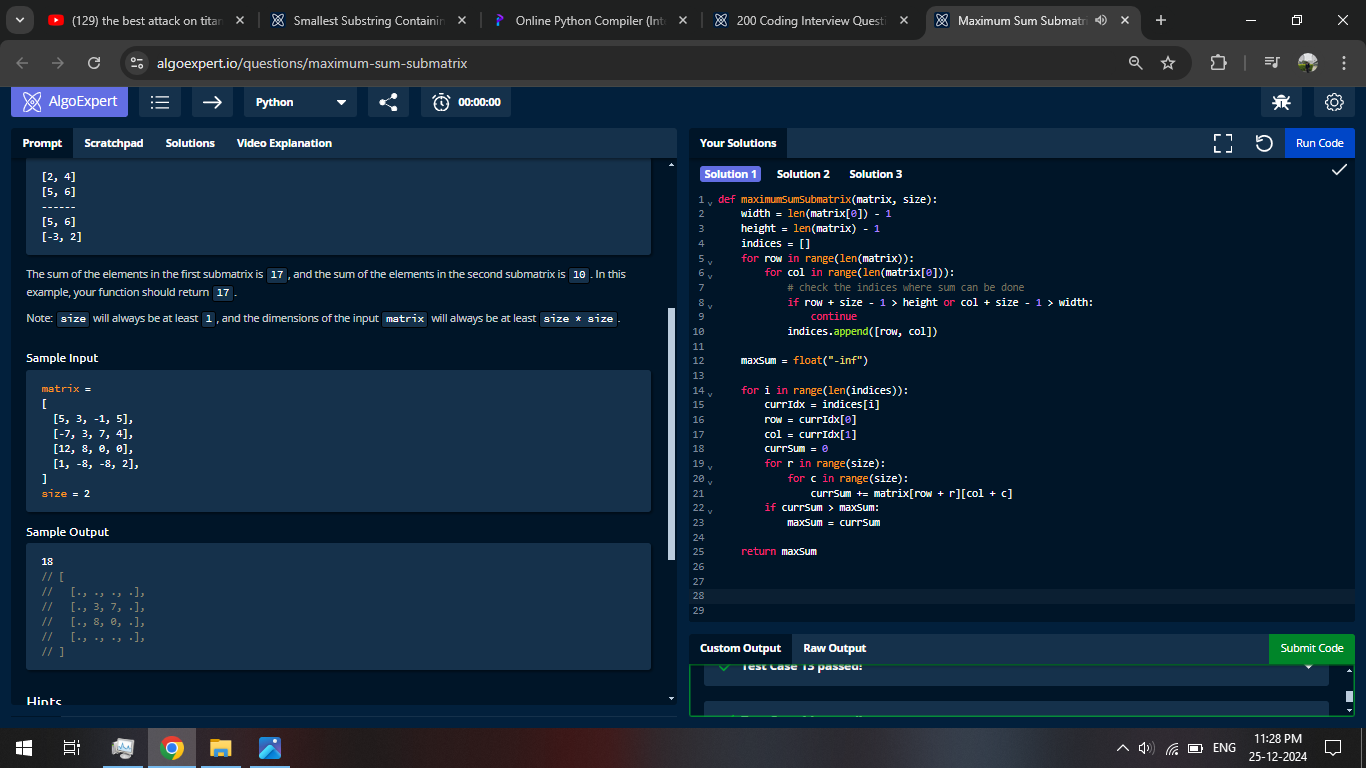 (129) the best attack on titan
Smallest Substring Containin
Online Python Compiler (Int
200 Coding Interview Questi
Maximum Sum Submatri
algoexpert.io/questions/maximum-sum-submatrix
AlgoExpert
Python
00:00:00
Prompt
Scratchpad
Solutions
Video Explanation
[2, 4]
[5, 6]
------
[5, 6]
[-3, 2]
The sum of the elements in the first submatrix is 17, and the sum of the elements in the second submatrix is 10. In this
example, your function should return 17.
Note: size will always be at least 1, and the dimensions of the input matrix will always be at least size * size.
Sample Input
matrix =
[
  [5, 3, -1, 5],
  [-7, 3, 7, 4],
  [12, 8, 0, 0],
  [1, -8, -8, 2],
]
size = 2
Sample Output
18
// [
//   [., ., ., .],
//   [., 3, 7, .],
//   [., 8, 0, .],
//   [., ., ., .],
// ]
Hints
Your Solutions
Run Code
Solution 1
Solution 2
Solution 3
1 def maximumSumSubmatrix(matrix, size):
2     width = len(matrix[0]) - 1
3     height = len(matrix) - 1
4     indices = []
5     for row in range(len(matrix)):
6         for col in range(len(matrix[0])):
7             # check the indices where sum can be done
8             if row + size - 1 > height or col + size - 1 > width:
9                 continue
10             indices.append([row, col])
11
12     maxSum = float("-inf")
13
14     for i in range(len(indices)):
15         currIdx = indices[i]
16         row = currIdx[0]
17         col = currIdx[1]
18         currSum = 0
19         for r in range(size):
20             for c in range(size):
21                 currSum += matrix[row + r][col + c]
22         if currSum > maxSum:
23             maxSum = currSum
24
25     return maxSum
26
27
28
29
Custom Output
Raw Output
Submit Code
Test Case 13 passed!
ENG
11:28 PM
25-12-2024